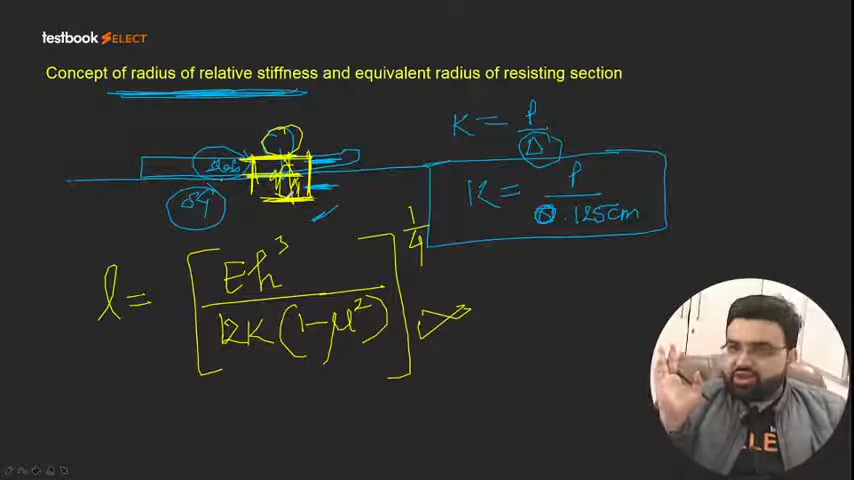 testbook SELECT
Concept of radius of relative stiffness and equivalent radius of resisting section
K = P / Δ
K = P / 0.125cm
slab
SG
l = [ Eh³ / 12K(1-μ²) ]^1/4